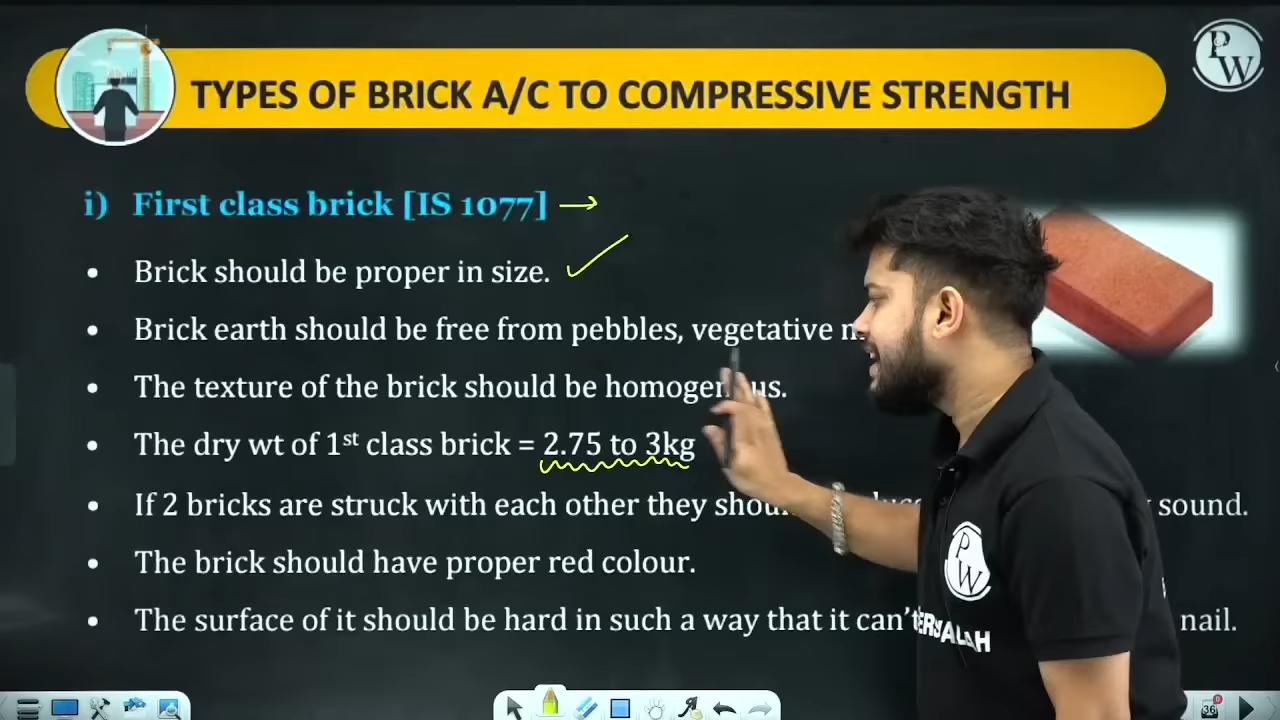 TYPES OF BRICK A/C TO COMPRESSIVE STRENGTH
PW
i) First class brick [IS 1077]
• Brick should be proper in size.
• Brick earth should be free from pebbles, vegetative
• The texture of the brick should be
• The dry wt of 1st class brick = 2.75 to 3kg
• If 2 bricks are struck with each other they sound.
• The brick should have proper red colour.
• The surface of it should be hard in such a way that it can't nail.
PW
36